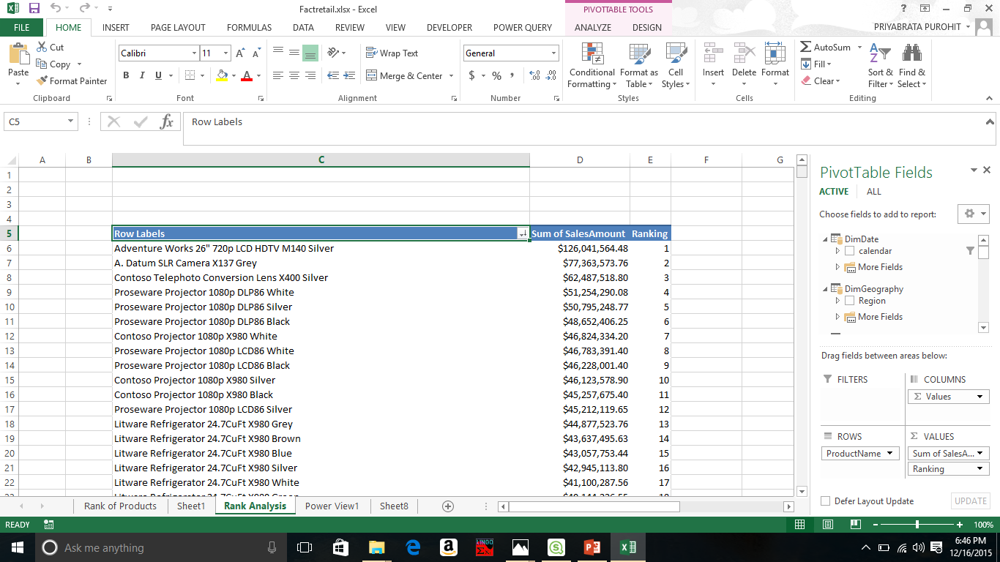 Factretail.xlsx - Excel
PIVOTTABLE TOOLS
FILE HOME INSERT PAGE LAYOUT FORMULAS DATA REVIEW VIEW DEVELOPER POWER QUERY ANALYZE DESIGN PRIYABRATA PUROHIT
Paste Cut Copy Format Painter Clipboard
Calibri 11 B I U A Font
Wrap Text Merge & Center Alignment
General $ % , Number
Conditional Formatting Format as Table Cell Styles Styles
Insert Delete Format Cells
AutoSum Fill Clear Sort & Filter Find & Select Editing
C5 fx Row Labels
A B C D E F G
1
2
3
4
5 Row Labels Sum of SalesAmount Ranking
6 Adventure Works 26" 720p LCD HDTV M140 Silver $126,041,564.48 1
7 A. Datum SLR Camera X137 Grey $77,363,573.76 2
8 Contoso Telephoto Conversion Lens X400 Silver $62,487,518.80 3
9 Proseware Projector 1080p DLP86 White $51,254,290.08 4
10 Proseware Projector 1080p DLP86 Silver $50,795,248.77 5
11 Proseware Projector 1080p DLP86 Black $48,652,406.25 6
12 Contoso Projector 1080p X980 White $46,824,334.20 7
13 Proseware Projector 1080p LCD86 White $46,783,391.40 8
14 Proseware Projector 1080p LCD86 Black $46,228,001.40 9
15 Contoso Projector 1080p X980 Silver $46,123,578.90 10
16 Contoso Projector 1080p X980 Black $45,257,675.40 11
17 Proseware Projector 1080p LCD86 Silver $45,212,119.65 12
18 Litware Refrigerator 24.7CuFt X980 Grey $44,877,523.76 13
19 Litware Refrigerator 24.7CuFt X980 Brown $43,637,495.63 14
20 Litware Refrigerator 24.7CuFt X980 Blue $43,057,753.44 15
21 Litware Refrigerator 24.7CuFt X980 Silver $42,945,113.80 16
22 Litware Refrigerator 24.7CuFt X980 White $41,100,287.56 17
PivotTable Fields
ACTIVE ALL
Choose fields to add to report:
DimDate
calendar
More Fields
DimGeography
Region
More Fields
Drag fields between areas below:
FILTERS COLUMNS
Σ Values
ROWS Σ VALUES
ProductName Sum of SalesA...
Ranking
Defer Layout Update UPDATE
Rank of Products Sheet1 Rank Analysis Power View1 Sheet8
READY 100%
Ask me anything
LINDO
6:46 PM
12/16/2015